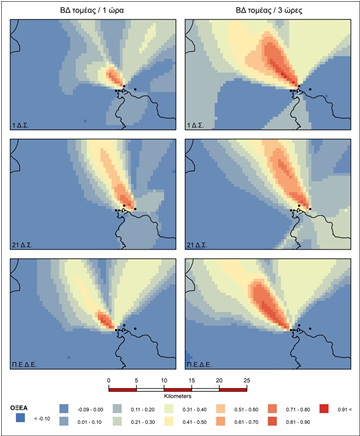 ΒΔ τομέας / 1 ώρα
ΒΔ τομέας / 3 ώρες
1 Δ.Σ.
1 Δ.Σ.
21 Δ.Σ.
21 Δ.Σ.
Π.Ε.Δ.Ε.
Π.Ε.Δ.Ε.
0 5 10 15 20 25
Kilometers
ΟΞΕΑ
< -0.10
-0.09 - 0.00
0.11 - 0.20
0.31 - 0.40
0.51 - 0.60
0.71 - 0.80
0.91 <
0.01 - 0.10
0.21 - 0.30
0.41 - 0.50
0.61 - 0.70
0.81 - 0.90